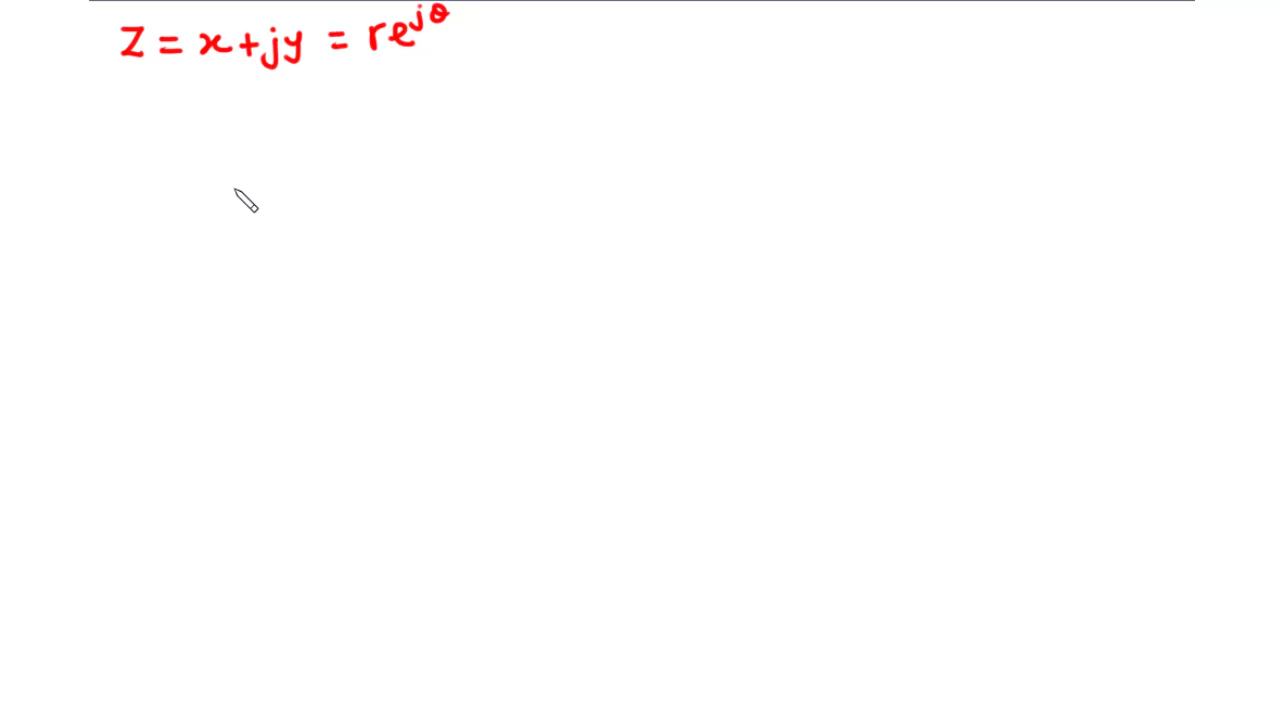 z = x+jy = re^{jθ}